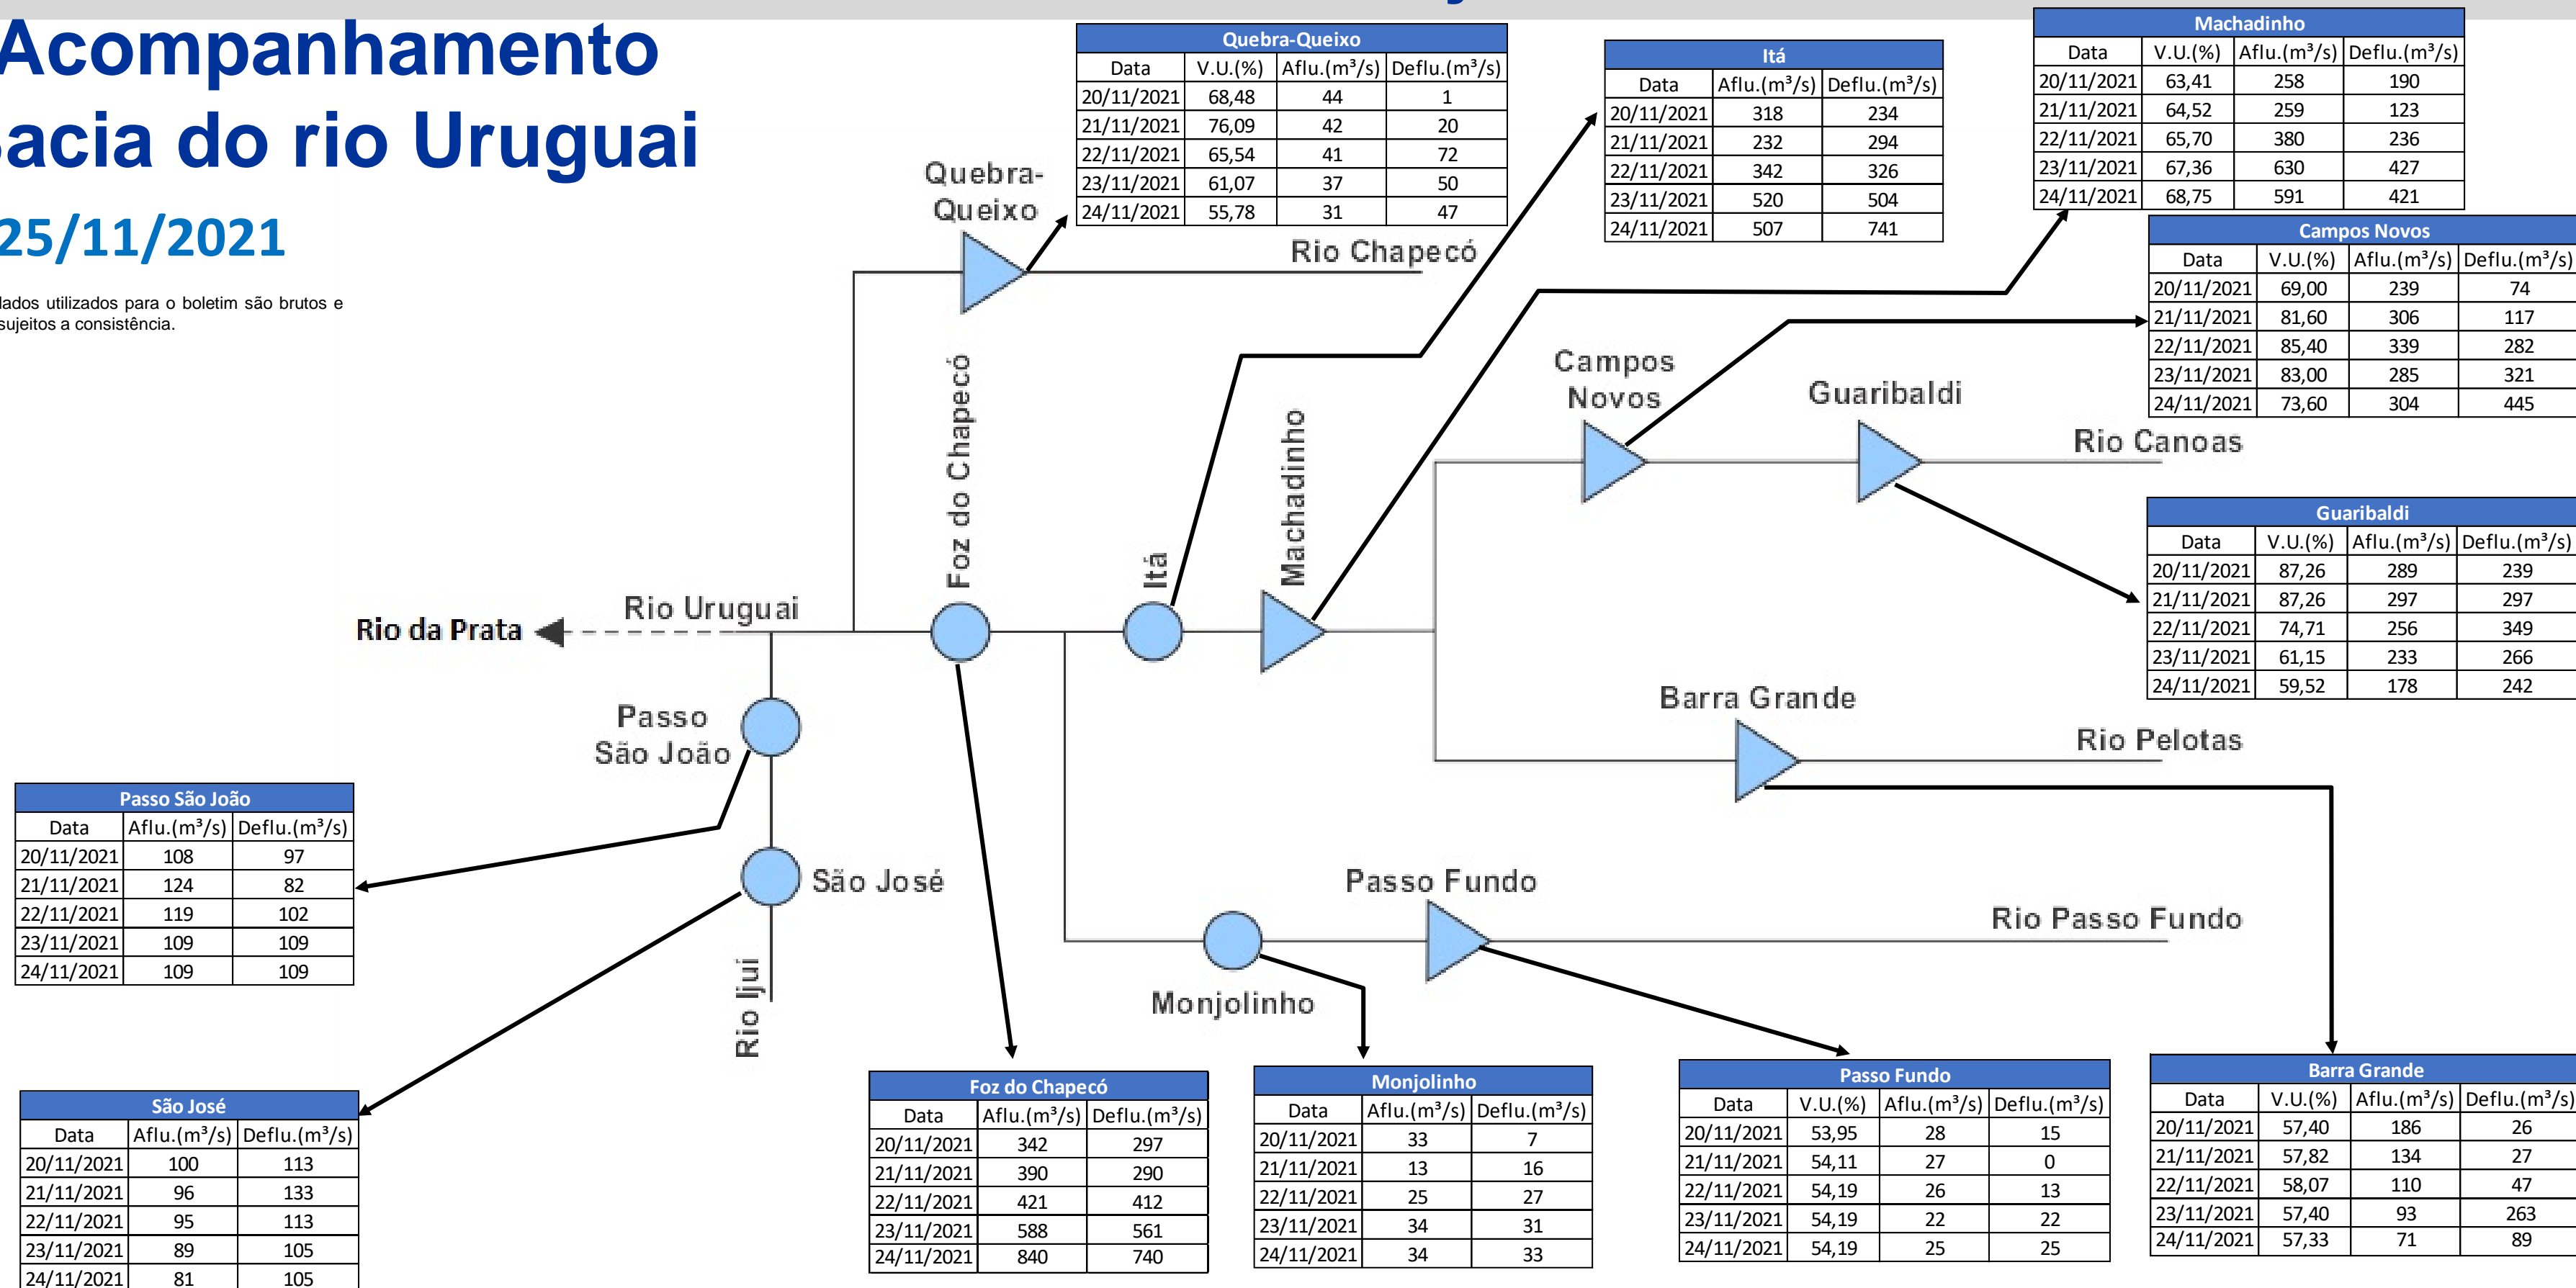 Acompanhamento
acia do rio Uruguai
25/11/2021
dados utilizados para o boletim são brutos e
sujeitos a consistência.
Quebra-Queixo
Data V.U.(%) Aflu.(m³/s) Deflu.(m³/s)
20/11/2021 68,48 44 1
21/11/2021 76,09 42 20
22/11/2021 65,54 41 72
23/11/2021 61,07 37 50
24/11/2021 55,78 31 47
Itá
Data Aflu.(m³/s) Deflu.(m³/s)
20/11/2021 318 234
21/11/2021 232 294
22/11/2021 342 326
23/11/2021 520 504
24/11/2021 507 741
Machadinho
Data V.U.(%) Aflu.(m³/s) Deflu.(m³/s)
20/11/2021 63,41 258 190
21/11/2021 64,52 259 123
22/11/2021 65,70 380 236
23/11/2021 67,36 630 427
24/11/2021 68,75 591 421
Campos Novos
Data V.U.(%) Aflu.(m³/s) Deflu.(m³/s)
20/11/2021 69,00 239 74
21/11/2021 81,60 306 117
22/11/2021 85,40 339 282
23/11/2021 83,00 285 321
24/11/2021 73,60 304 445
Quebra-
Queixo
Rio Chapecó
Foz do Chapecó
Itá
Machadinho
Campos
Novos
Guaribaldi
Rio Canoas
Guaribaldi
Data V.U.(%) Aflu.(m³/s) Deflu.(m³/s)
20/11/2021 87,26 289 239
21/11/2021 87,26 297 297
22/11/2021 74,71 256 349
23/11/2021 61,15 233 266
24/11/2021 59,52 178 242
Rio da Prata
Rio Uruguai
Passo
São João
Barra Grande
Rio Pelotas
Passo São João
Data Aflu.(m³/s) Deflu.(m³/s)
20/11/2021 108 97
21/11/2021 124 82
22/11/2021 119 102
23/11/2021 109 109
24/11/2021 109 109
São José
Rio Ijui
Passo Fundo
Rio Passo Fundo
Monjolinho
São José
Data Aflu.(m³/s) Deflu.(m³/s)
20/11/2021 100 113
21/11/2021 96 133
22/11/2021 95 113
23/11/2021 89 105
24/11/2021 81 105
Foz do Chapecó
Data Aflu.(m³/s) Deflu.(m³/s)
20/11/2021 342 297
21/11/2021 390 290
22/11/2021 421 412
23/11/2021 588 561
24/11/2021 840 740
Monjolinho
Data Aflu.(m³/s) Deflu.(m³/s)
20/11/2021 33 7
21/11/2021 13 16
22/11/2021 25 27
23/11/2021 34 31
24/11/2021 34 33
Passo Fundo
Data V.U.(%) Aflu.(m³/s) Deflu.(m³/s)
20/11/2021 53,95 28 15
21/11/2021 54,11 27 0
22/11/2021 54,19 26 13
23/11/2021 54,19 22 22
24/11/2021 54,19 25 25
Barra Grande
Data V.U.(%) Aflu.(m³/s) Deflu.(m³/s)
20/11/2021 57,40 186 26
21/11/2021 57,82 134 27
22/11/2021 58,07 110 47
23/11/2021 57,40 93 263
24/11/2021 57,33 71 89